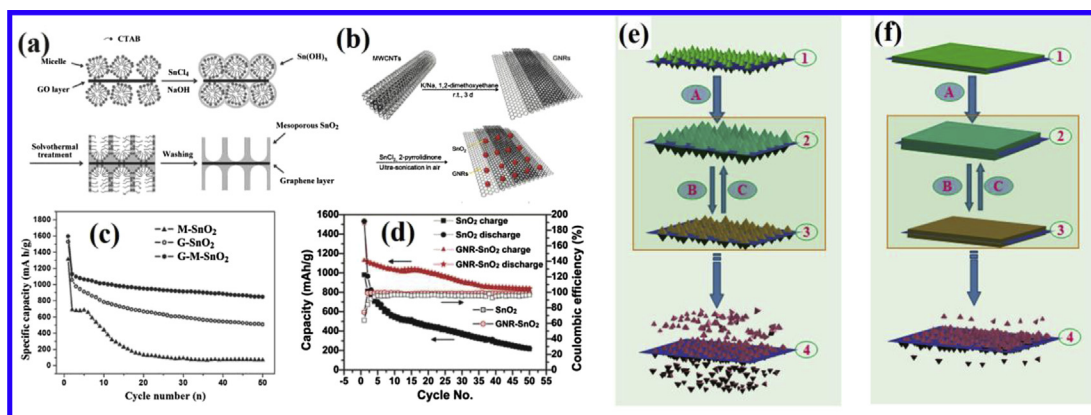 (a)
CTAB
Micelle
GO layer
SnCl4
NaOH
Sn(OH)x
Solvothermal
treatment
Washing
Mesoporous SnO2
Graphene layer
(b)
MWCNTs
GNRs
K/Na, 1,2-dimethoxyethane
r.t., 3 d
SnCl2, 2-pyrrolidinone
Ultra-sonication in air
SnO2
GNRs
(c)
M-SnO2
G-SnO2
G-M-SnO2
Specific capacity (mA h/g)
1800
1600
1400
1200
1000
800
600
400
200
0
0 10 20 30 40 50
Cycle number (n)
(d)
SnO2 charge
SnO2 discharge
GNR-SnO2 charge
GNR-SnO2 discharge
SnO2
GNR-SnO2
Capacity (mAh/g)
1600
1400
1200
1000
800
600
400
200
0
Coulombic efficiency (%)
200
180
160
140
120
100
80
60
40
20
0
-5 0 5 10 15 20 25 30 35 40 45 50 55
Cycle No.
(e)
1
A
2
B C
3
4
(f)
1
A
2
B C
3
4